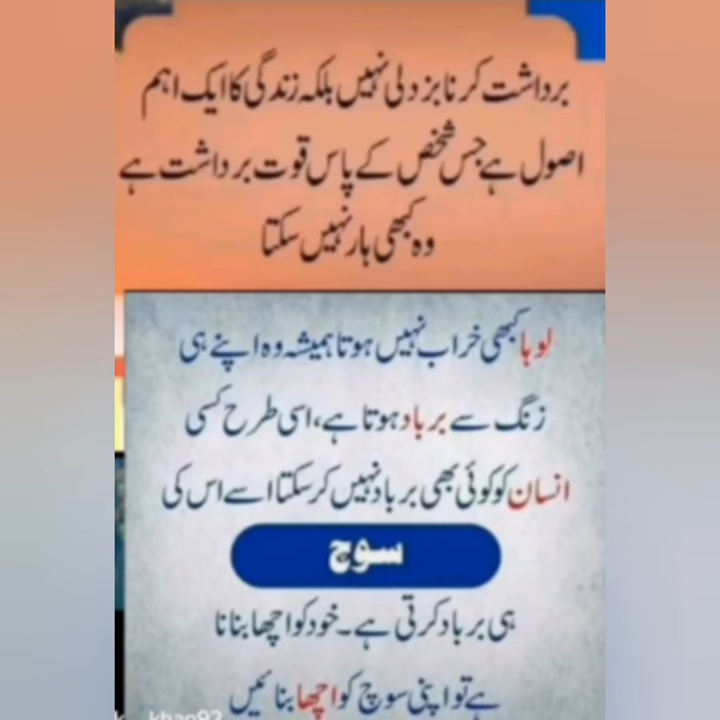 برداشت کرنا بزدلی نہیں بلکہ زندگی کا ایک اہم
اصول ہے جس شخص کے پاس قوت برداشت ہے
وہ کبھی ہار نہیں سکتا
لوہا کبھی خراب نہیں ہوتا ہمیشہ وہ اپنے ہی
زنگ سے برباد ہوتا ہے، اسی طرح کسی
انسان کو کوئی بھی برباد نہیں کر سکتا اسے اس کی
سوچ
ہی برباد کرتی ہے۔ خود کو اچھا بنانا
ہے تو اپنی سوچ کو اچھا بنائیں
khan92